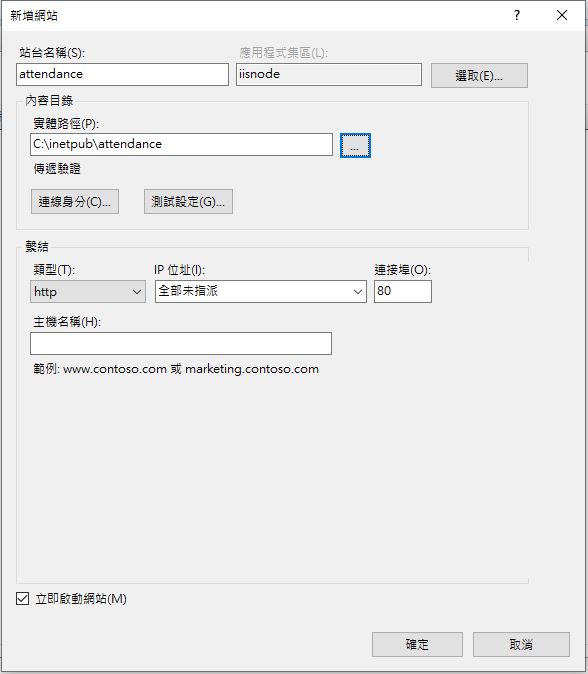 新增網站
?
站台名稱(S):
應用程式集區(L):
attendance
iisnode
選取(E)...
內容目錄
實體路徑(P):
C:\inetpub\attendance
...
傳遞驗證
連線身分(C)...
測試設定(G)...
繫結
類型(T):
IP 位址(I):
連接埠(O):
http
全部未指派
80
主機名稱(H):
範例: www.contoso.com 或 marketing.contoso.com
立即啟動網站(M)
確定
取消